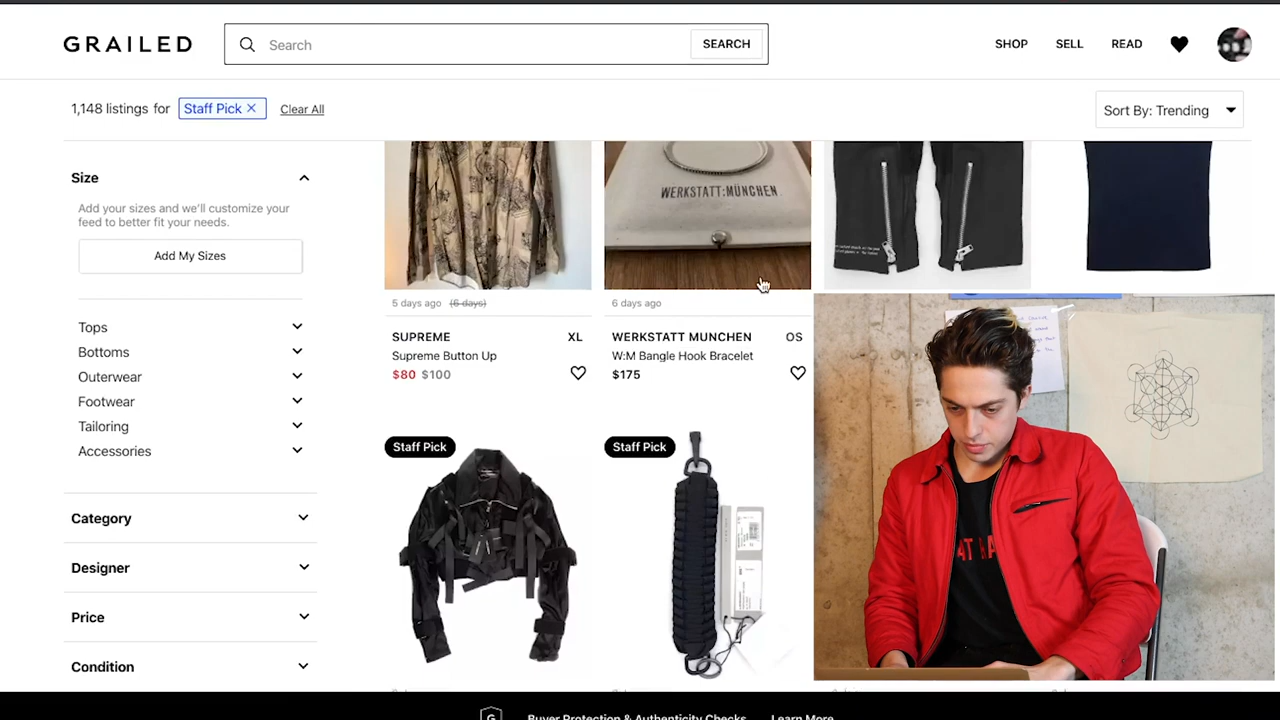 GRAILED
Search
SEARCH
SHOP
SELL
READ
1,148 listings for Staff Pick × Clear All
Sort By: Trending
Size
Add your sizes and we'll customize your
feed to better fit your needs.
Add My Sizes
Tops
Bottoms
Outerwear
Footwear
Tailoring
Accessories
Category
Designer
Price
Condition
WERKSTATT:MÜNCHEN
5 days ago (6 days)
SUPREME XL
Supreme Button Up
$80 $100
6 days ago
WERKSTATT MUNCHEN OS
W:M Bangle Hook Bracelet
$175
Staff Pick
Staff Pick
G
Buyer Protection & Authenticity Checks Learn More